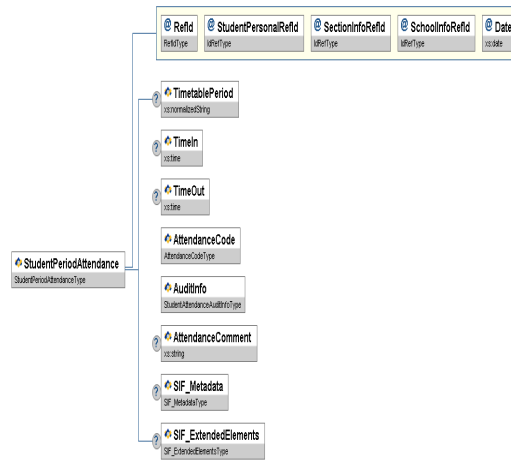 @ RefId @ StudentPersonalRefId @ SectionInfoRefId @ SchoolInfoRefId @ Date
RefIdType IdRefType IdRefType IdRefType xs:date
? TimetablePeriod
xs:normalizedString
? TimeIn
xs:time
? TimeOut
xs:time
AttendanceCode
AttendanceCodeType
StudentPeriodAttendance
StudentPeriodAttendanceType
AuditInfo
StudentAttendanceAuditInfoType
? AttendanceComment
xs:string
? SIF_Metadata
SIF_MetadataType
? SIF_ExtendedElements
SIF_ExtendedElementsType